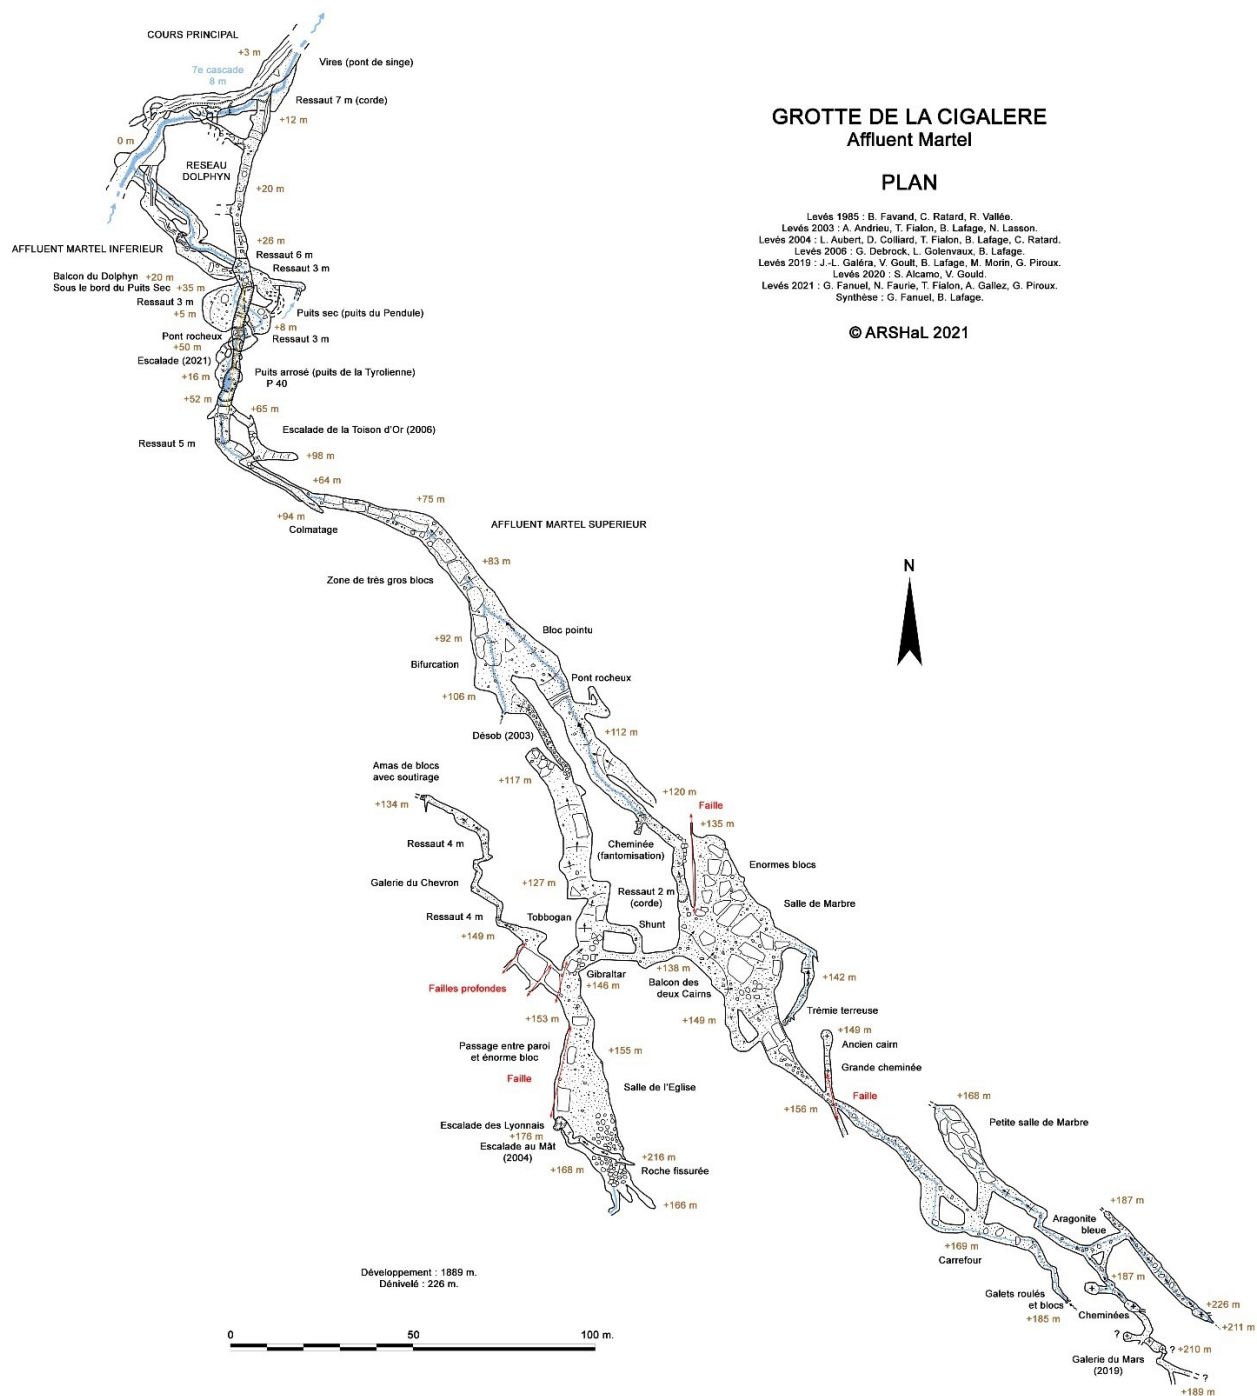 COURS PRINCIPAL
+3 m
7e cascade
8 m
Vires (pont de singe)
Ressaut 7 m (corde)
+12 m
0 m
RESEAU
DOLPHYN
+20 m
AFFLUENT MARTEL INFERIEUR
+26 m
Ressaut 6 m
Ressaut 3 m
Balcon du Dolphyn +20 m
Sous le bord du Puits Sec +35 m
Ressaut 3 m
+5 m
Puits sec (puits du Pendule)
+8 m
Ressaut 3 m
Pont rocheux
+50 m
Escalade (2021)
+16 m
Puits arrosé (puits de la Tyrolienne)
P 40
+52 m
+65 m
Escalade de la Toison d'Or (2006)
Ressaut 5 m
+98 m
+64 m
+94 m
Colmatage
+75 m
AFFLUENT MARTEL SUPERIEUR
+83 m
Zone de très gros blocs
Bloc pointu
+92 m
Bifurcation
Pont rocheux
+106 m
Désob (2003)
+112 m
Amas de blocs
avec soutirage
+117 m
+134 m
+120 m
Faille
+135 m
Ressaut 4 m
Cheminée
(fantomisation)
Enormes blocs
Galerie du Chevron
+127 m
Ressaut 2 m
(corde)
Salle de Marbre
Ressaut 4 m
Tobbogan
Shunt
+149 m
Gibraltar
+146 m
+138 m
Balcon des
deux Cairns
+142 m
Failles profondes
+153 m
+149 m
Trémie terreuse
+149 m
Ancien cairn
Passage entre paroi
et énorme bloc
+155 m
Grande cheminée
Faille
Salle de l'Eglise
+156 m
Faille
+168 m
Petite salle de Marbre
Escalade des Lyonnais
+176 m
Escalade au Mât
(2004)
+168 m
+216 m
Roche fissurée
+166 m
+187 m
Aragonite
bleue
+169 m
Carrefour
+187 m
Galets roulés
et blocs
+185 m
Cheminées
+226 m
+211 m
?
? +210 m
Galerie du Mars
(2019)
?
+189 m
GROTTE DE LA CIGALERE
Affluent Martel
PLAN
Levés 1985 : B. Favand, C. Ratard, R. Vallée.
Levés 2003 : A. Andrieu, T. Fialon, B. Lafage, N. Lasson.
Levés 2004 : L. Aubert, D. Colliard, T. Fialon, B. Lafage, C. Ratard.
Levés 2006 : G. Debrock, L. Golenvaux, B. Lafage.
Levés 2019 : J.-L. Galéra, V. Goult, B. Lafage, M. Morin, G. Piroux.
Levés 2020 : S. Alcamo, V. Gould.
Levés 2021 : G. Fanuel, N. Faurie, T. Fialon, A. Gallez, G. Piroux.
Synthèse : G. Fanuel, B. Lafage.
© ARSHaL 2021
N
Développement : 1889 m.
Dénivelé : 226 m.
0 50 100 m.